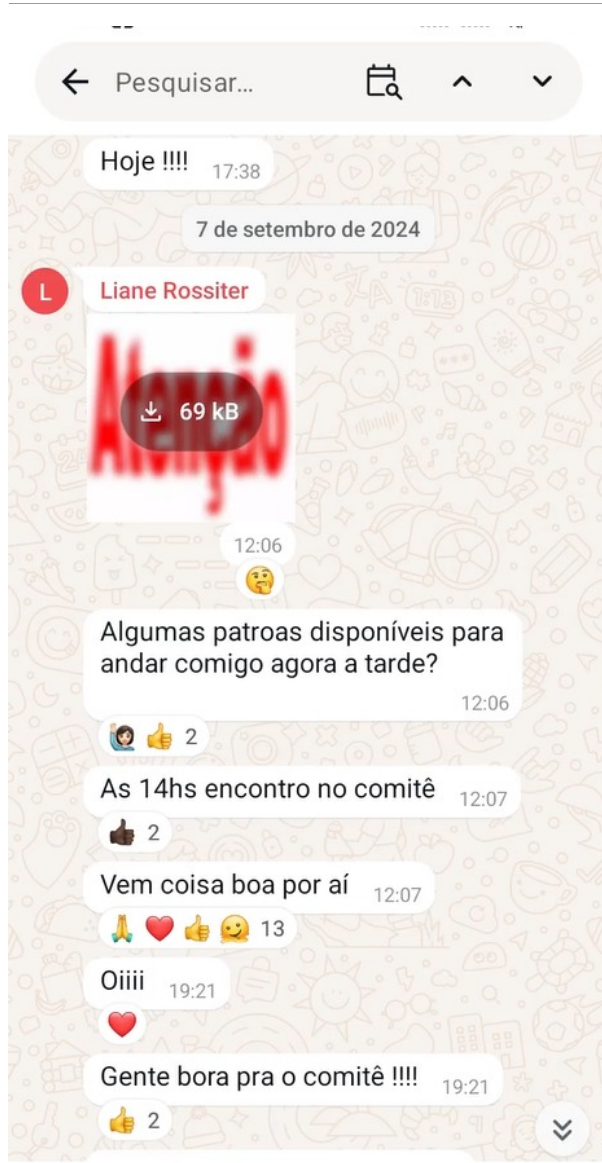 Pesquisar...
Hoje !!!!
17:38
7 de setembro de 2024
L
Liane Rossiter
Atenção
69 kB
12:06
Algumas patroas disponíveis para
andar comigo agora a tarde?
12:06
2
As 14hs encontro no comitê
12:07
2
Vem coisa boa por aí
12:07
13
Oiiii
19:21
Gente bora pra o comitê !!!!
19:21
2